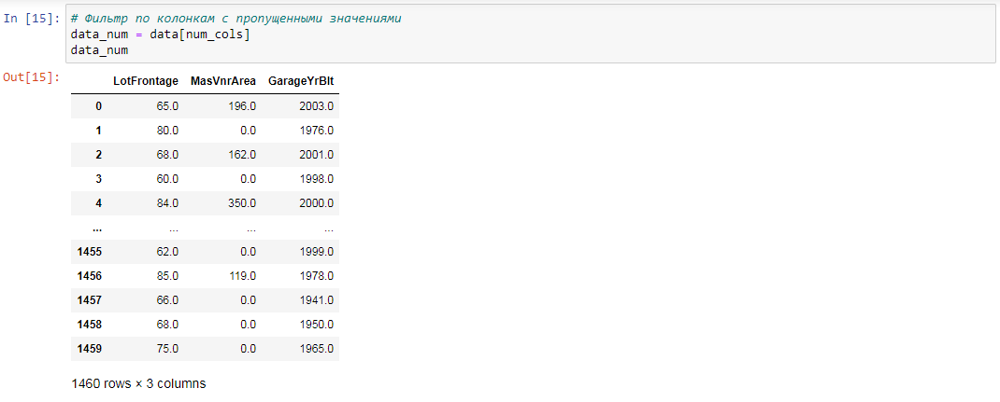 In [15]: # Фильтр по колонкам с пропущенными значениями
data_num = data[num_cols]
data_num
Out[15]:
LotFrontage MasVnrArea GarageYrBlt
0 65.0 196.0 2003.0
1 80.0 0.0 1976.0
2 68.0 162.0 2001.0
3 60.0 0.0 1998.0
4 84.0 350.0 2000.0
... ... ... ...
1455 62.0 0.0 1999.0
1456 85.0 119.0 1978.0
1457 66.0 0.0 1941.0
1458 68.0 0.0 1950.0
1459 75.0 0.0 1965.0
1460 rows × 3 columns